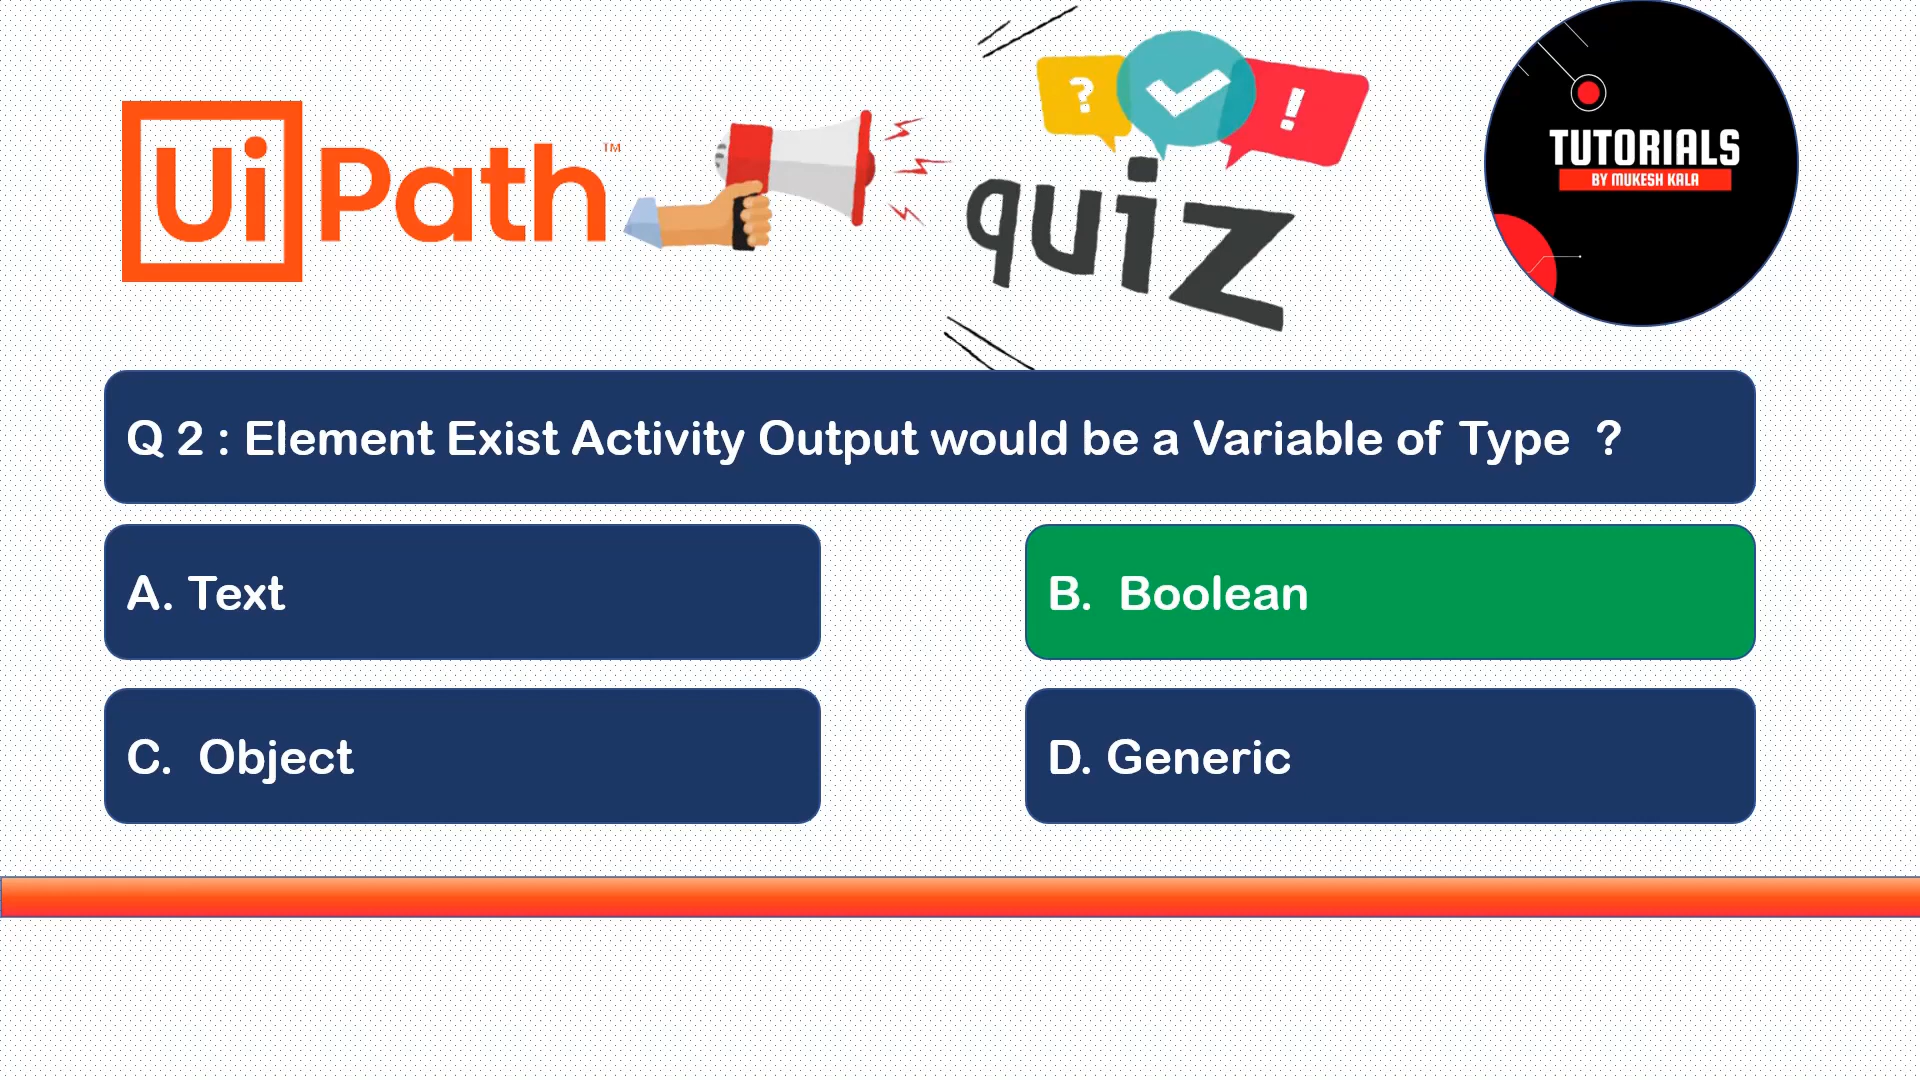 UiPath™
? !
quiz
TUTORIALS
BY MUKESH KALA
Q 2 : Element Exist Activity Output would be a Variable of Type ?
A. Text
B. Boolean
C. Object
D. Generic